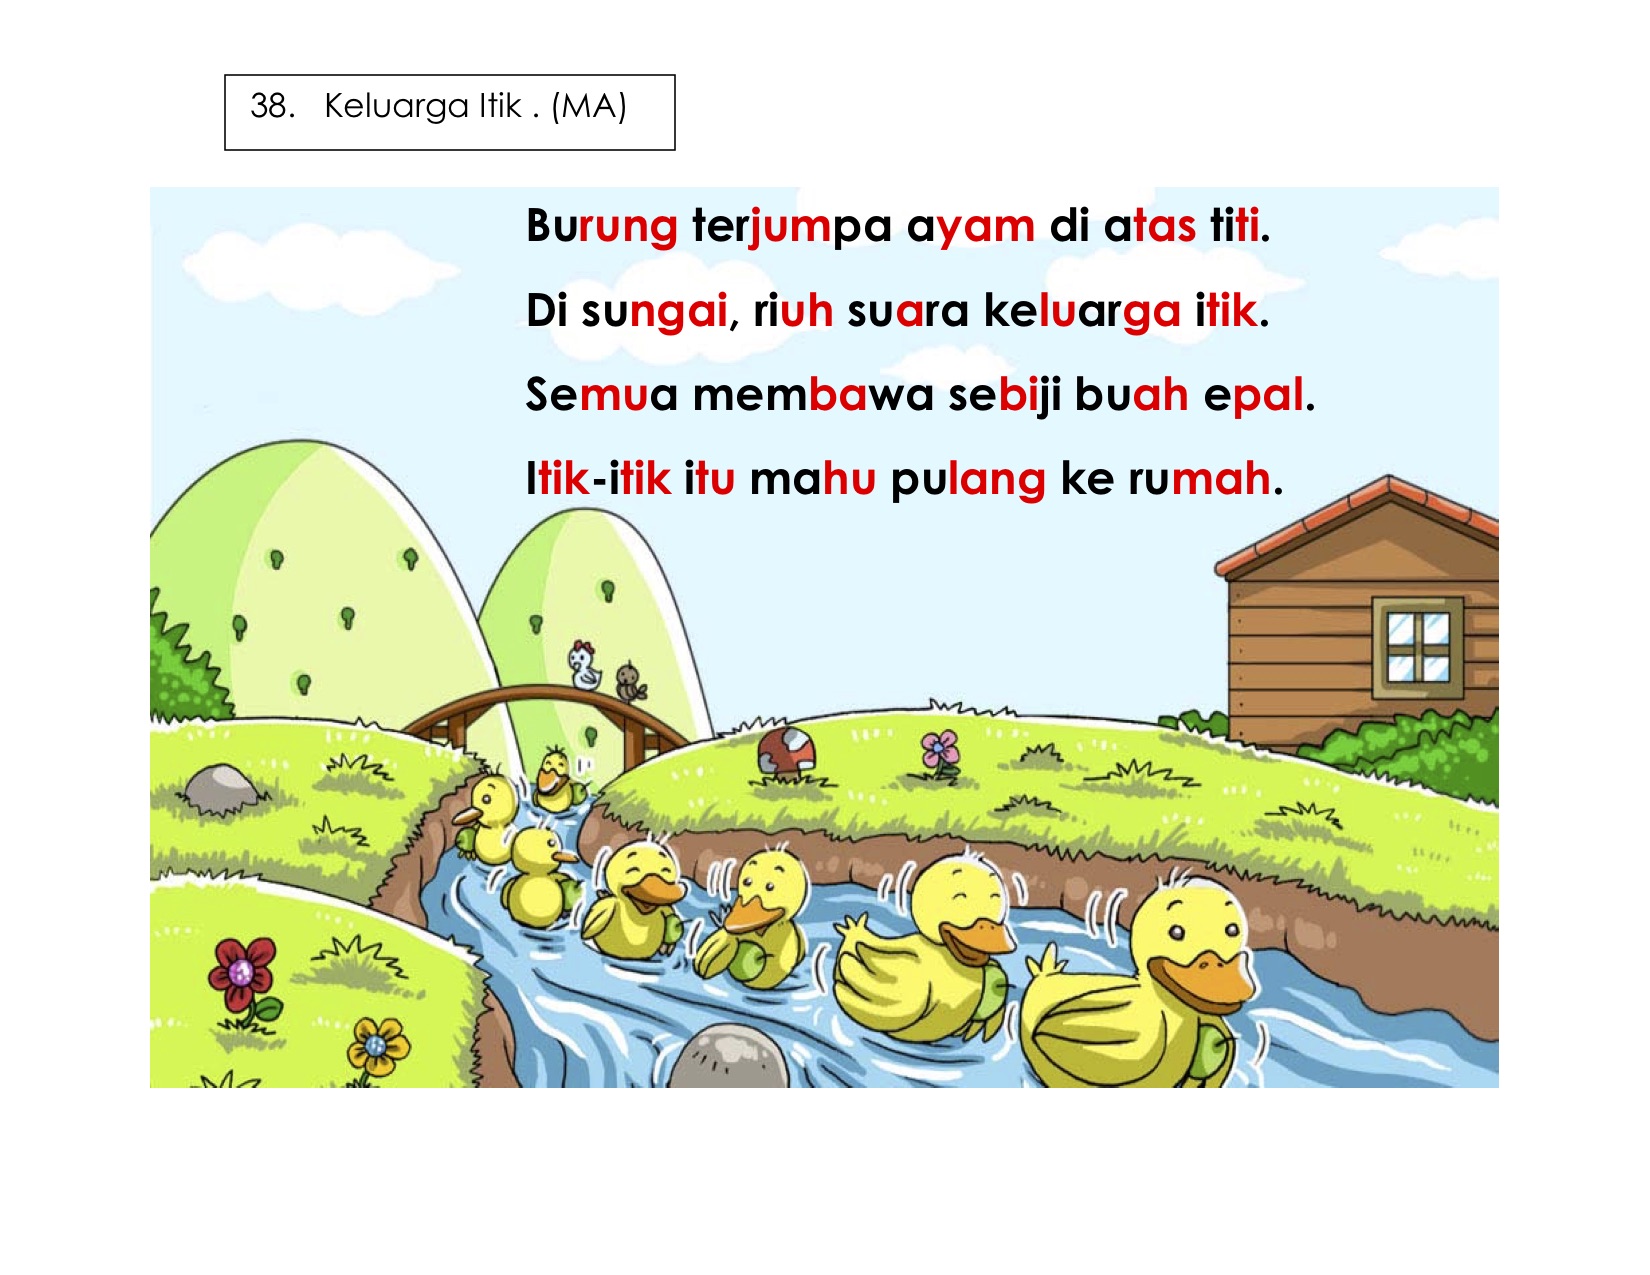 38. Keluarga Itik . (MA)
Burung terjumpa ayam di atas titi.
Di sungai, riuh suara keluarga itik.
Semua membawa sebiji buah epal.
Itik-itik itu mahu pulang ke rumah.